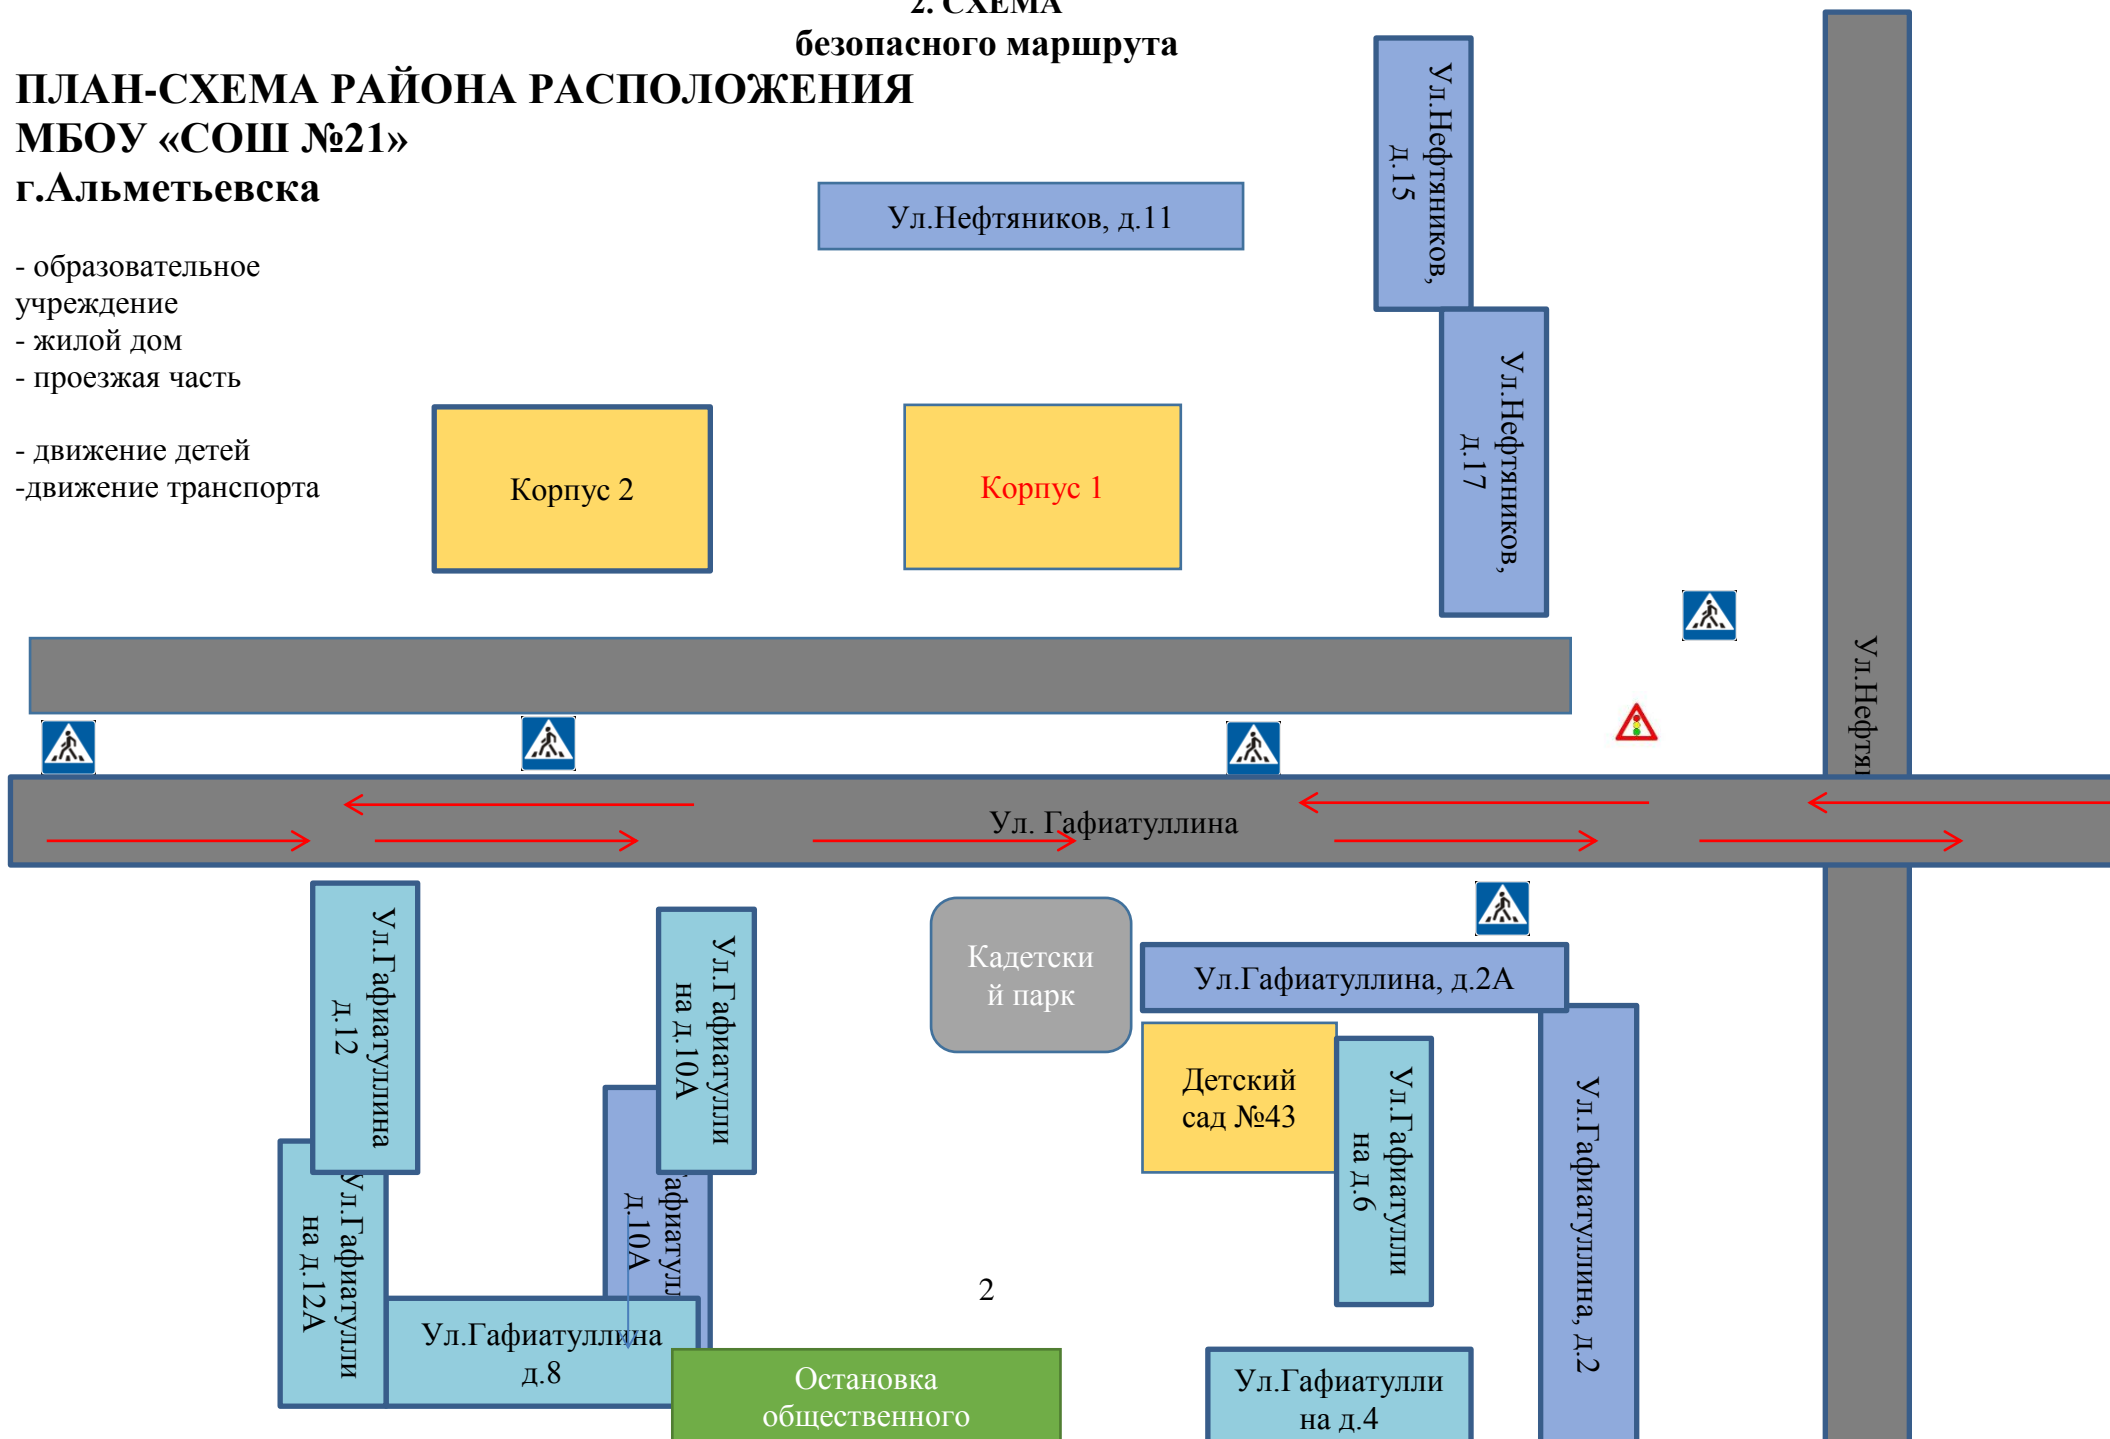 2. СХЕМА
безопасного маршрута
ПЛАН-СХЕМА РАЙОНА РАСПОЛОЖЕНИЯ
МБОУ «СОШ №21»
г.Альметьевска
- образовательное
учреждение
- жилой дом
- проезжая часть
- движение детей
-движение транспорта
Ул.Нефтяников, д.11
Ул.Нефтяников,
д.15
Ул.Нефтяников,
д.17
Корпус 2
Корпус 1
Ул. Гафиатуллина
Ул.Гафиатуллина
д.12
Ул.Гафиатулли
на д.10А
Кадетски
й парк
Ул.Гафиатуллина, д.2А
Детский
сад №43
Ул.Гафиатулли
на д.6
Ул.Гафиатуллина, д.2
Ул.Гафиатулли
на д.12А
д.10А
Ул.Гафиатуллина
д.8
2
Остановка
общественного
Ул.Гафиатулли
на д.4